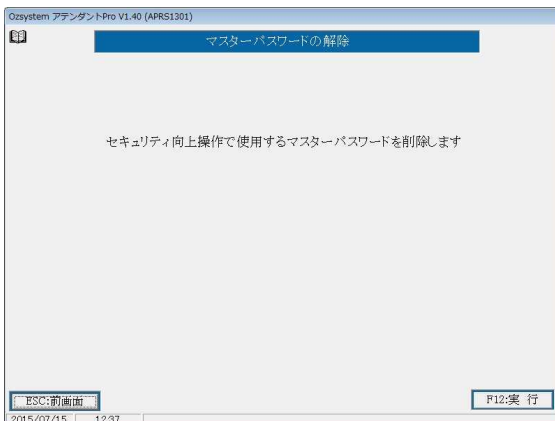 Ozsystem アテンダントPro V1.40 (APRS1301)
マスターパスワードの解除
セキュリティ向上操作で使用するマスターパスワードを削除します
ESC:前画面
F12:実 行
2015/07/15 12:37